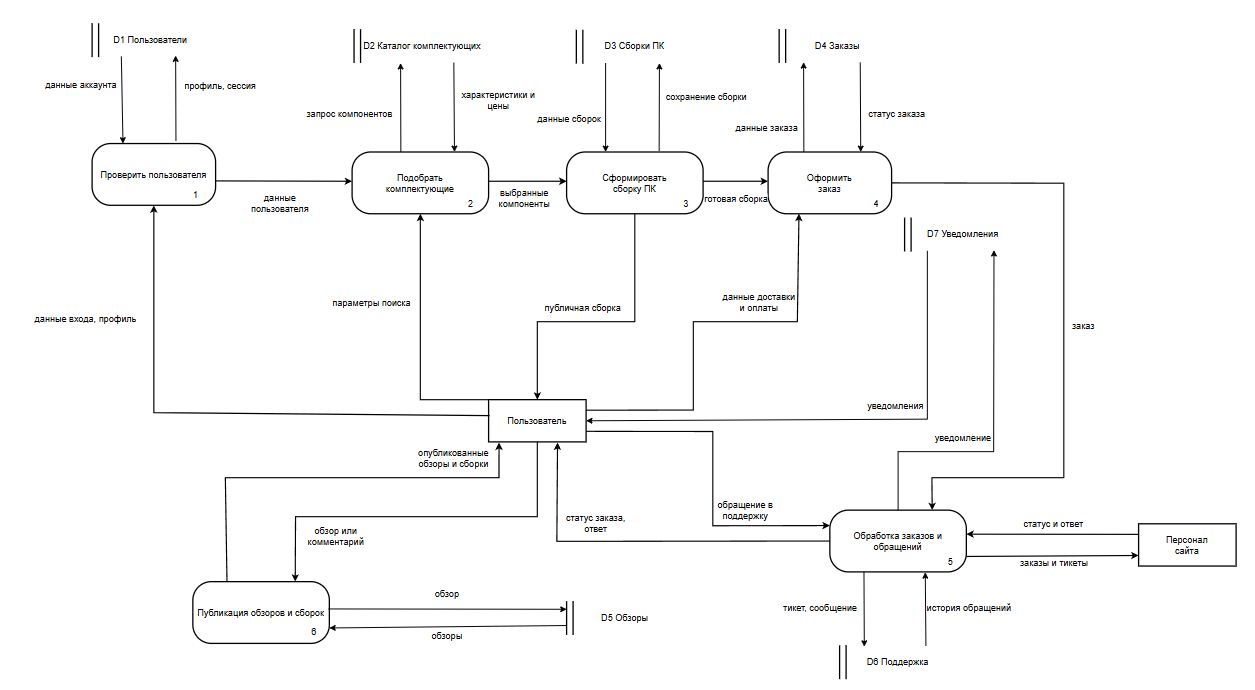 D1 Пользователи
D2 Каталог комплектующих
D3 Сборки ПК
D4 Заказы
данные аккаунта
профиль, сессия
запрос компонентов
характеристики и
цены
данные сборок
сохранение сборки
данные заказа
статус заказа
Проверить пользователя
1
данные
пользователя
Подобрать
комплектующие
2
выбранные
компоненты
Сформировать
сборку ПК
3
готовая сборка
Оформить
заказ
4
D7 Уведомления
данные входа, профиль
параметры поиска
публичная сборка
данные доставки
и оплаты
заказ
Пользователь
уведомления
уведомление
опубликованные
обзоры и сборки
обзор или
комментарий
статус заказа,
ответ
обращение в
поддержку
Обработка заказов и
обращений
5
статус и ответ
заказы и тикеты
Персонал
сайта
Публикация обзоров и сборок
6
обзор
обзоры
D5 Обзоры
тикет, сообщение
история обращений
D6 Поддержка